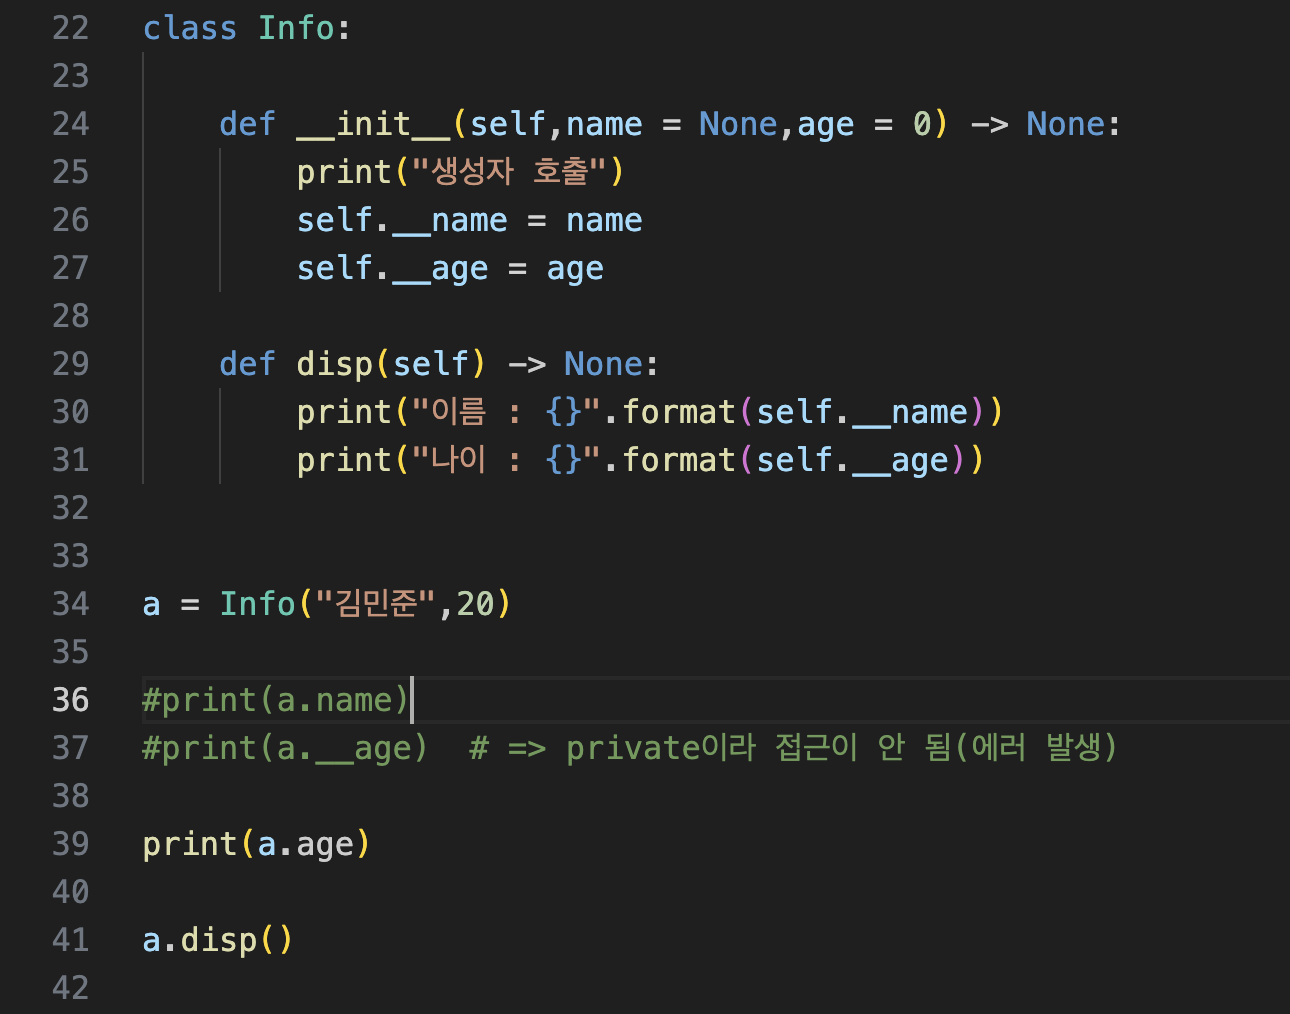 22 class Info:
23
24     def __init__(self,name = None,age = 0) -> None:
25         print("생성자 호출")
26         self.__name = name
27         self.__age = age
28
29     def disp(self) -> None:
30         print("이름 : {}".format(self.__name))
31         print("나이 : {}".format(self.__age))
32
33
34 a = Info("김민준",20)
35
36 #print(a.name)
37 #print(a.__age)  # => private이라 접근이 안 됨(에러 발생)
38
39 print(a.age)
40
41 a.disp()
42